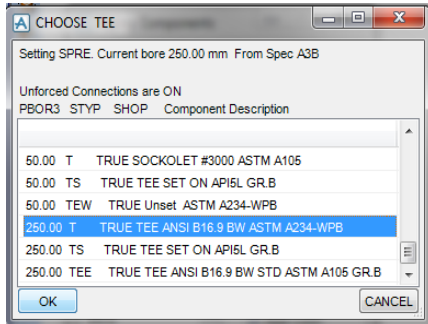 CHOOSE TEE
Setting SPRE. Current bore 250.00 mm From Spec A3B
Unforced Connections are ON
PBOR3 STYP SHOP Component Description
50.00 T TRUE SOCKOLET #3000 ASTM A105
50.00 TS TRUE TEE SET ON API5L GR.B
50.00 TEW TRUE Unset ASTM A234-WPB
250.00 T TRUE TEE ANSI B16.9 BW ASTM A234-WPB
250.00 TS TRUE TEE SET ON API5L GR.B
250.00 TEE TRUE TEE ANSI B16.9 BW STD ASTM A105 GR.B
OK CANCEL